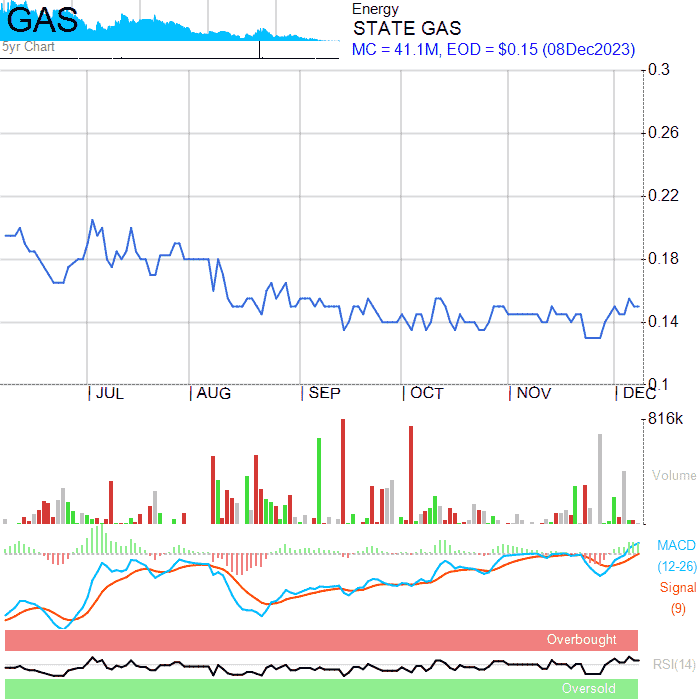 GAS
5yr Chart
Energy
STATE GAS
MC = 41.1M, EOD = $0.15 (08Dec2023)
0.3
0.26
0.22
0.18
0.14
0.1
JUL AUG SEP OCT NOV DEC
816k
Volume
MACD
(12-26)
Signal
(9)
Overbought
RSI(14)
Oversold